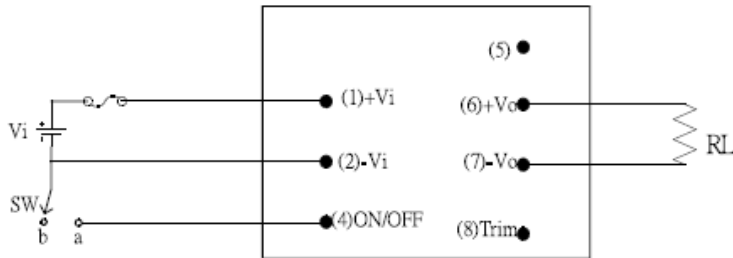 (5)
(1)+Vi
(6)+Vo
Vi
+
-
(2)-Vi
(7)-Vo
RL
SW
b
a
(4)ON/OFF
(8)Trim